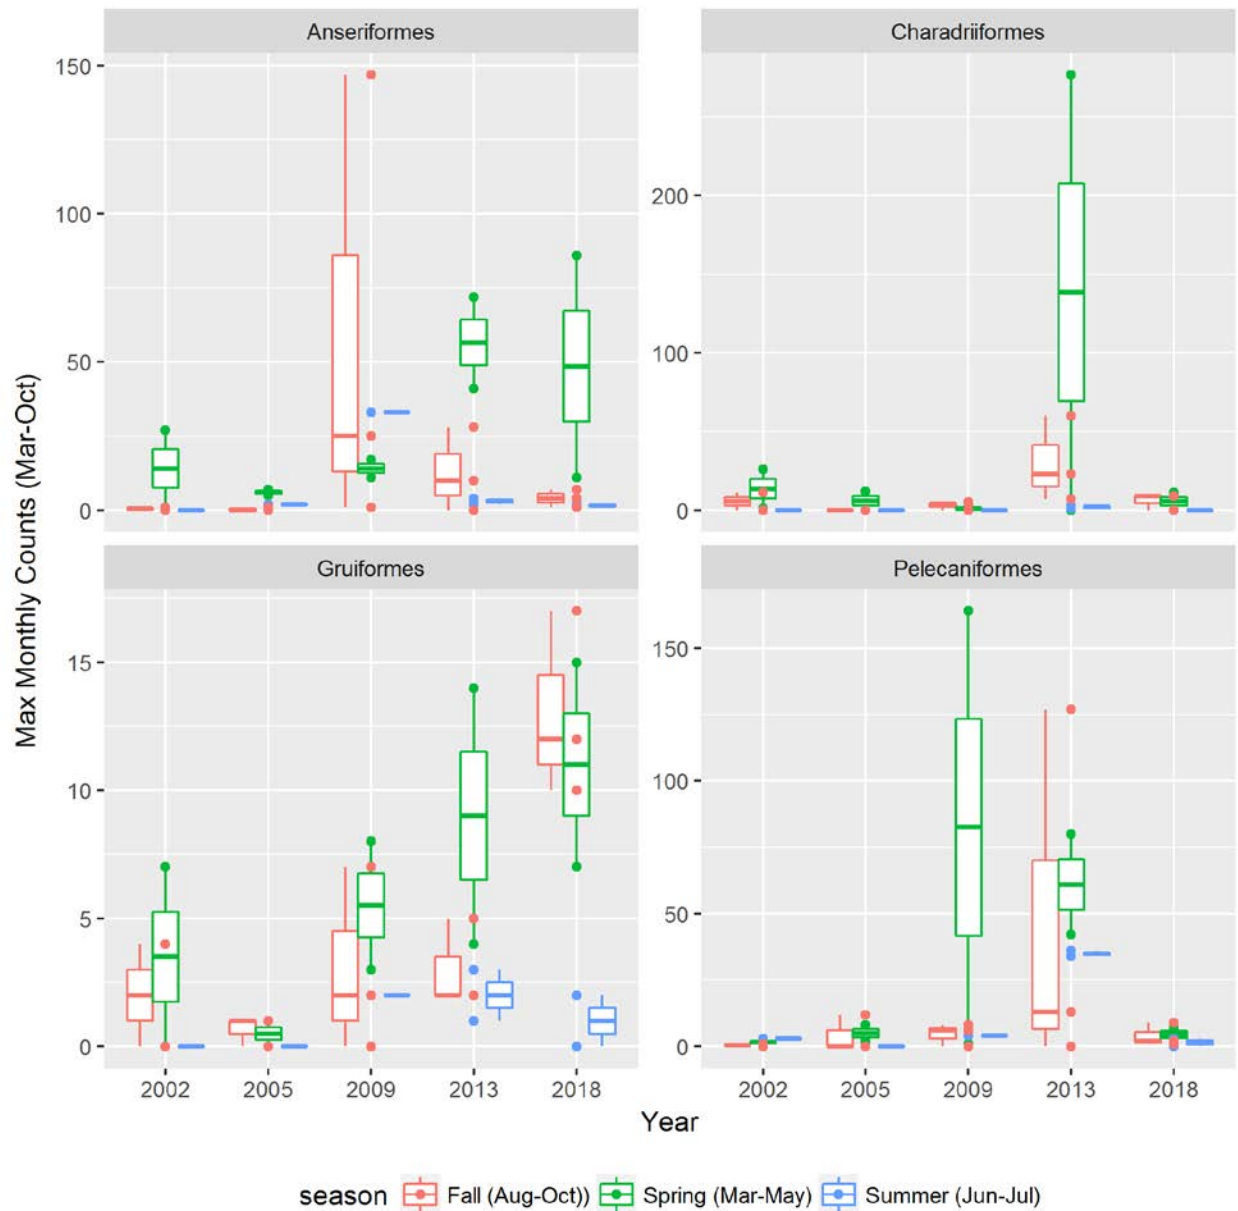 Anseriformes
Charadriiformes
150
100
50
0
200
100
0
Gruiformes
Pelecaniformes
15
10
5
0
150
100
50
0
Max Monthly Counts (Mar-Oct)
2002 2005 2009 2013 2018
2002 2005 2009 2013 2018
Year
season Fall (Aug-Oct)) Spring (Mar-May) Summer (Jun-Jul)